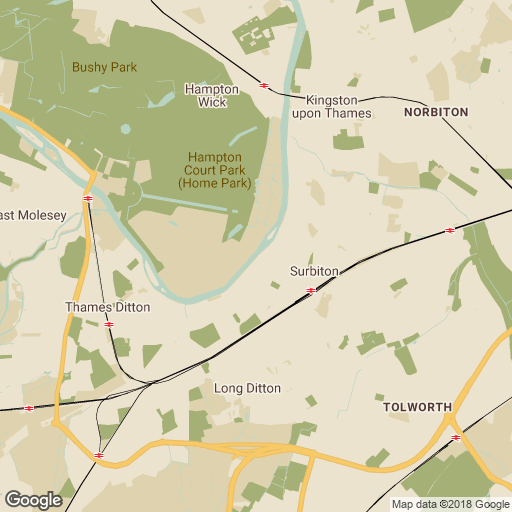 Bushy Park
Hampton
Wick
Kingston
upon Thames
NORBITON
Hampton
Court Park
(Home Park)
ast Molesey
Surbiton
Thames Ditton
Long Ditton
TOLWORTH
Google
Map data ©2018 Google